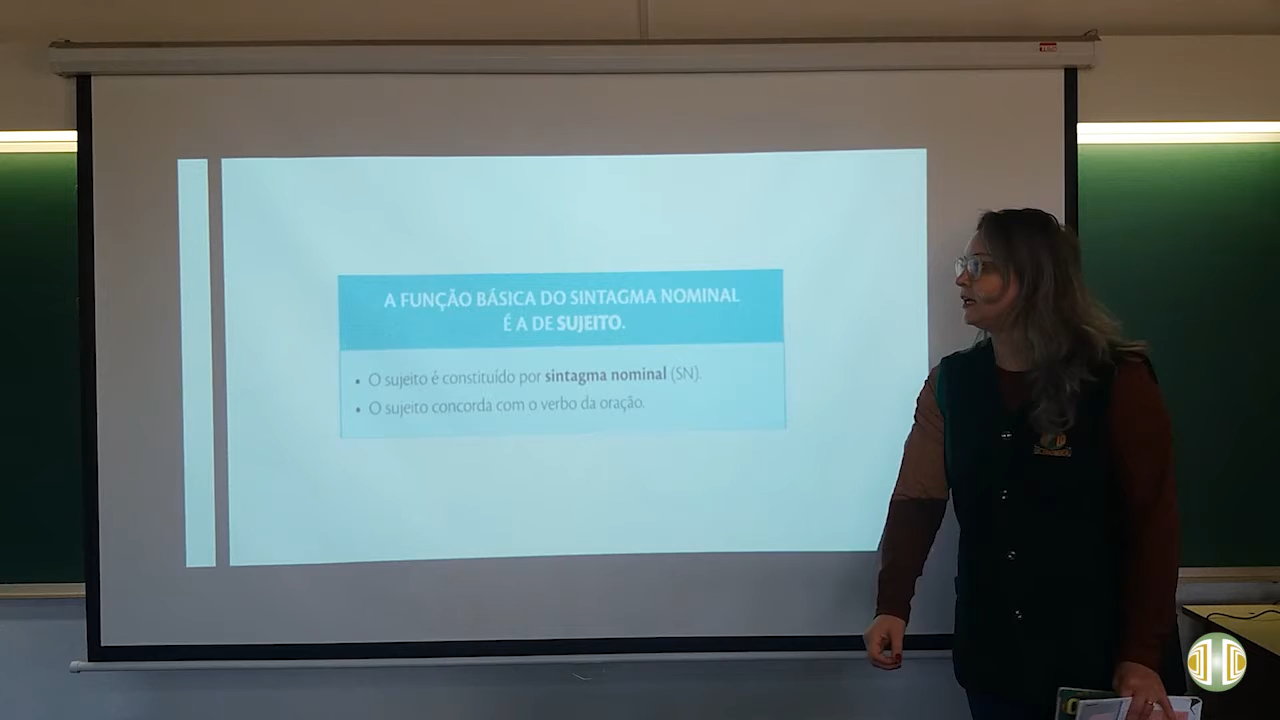 A FUNÇÃO BÁSICA DO SINTAGMA NOMINAL
É A DE SUJEITO.
• O sujeito é constituído por sintagma nominal (SN).
• O sujeito concorda com o verbo da oração.